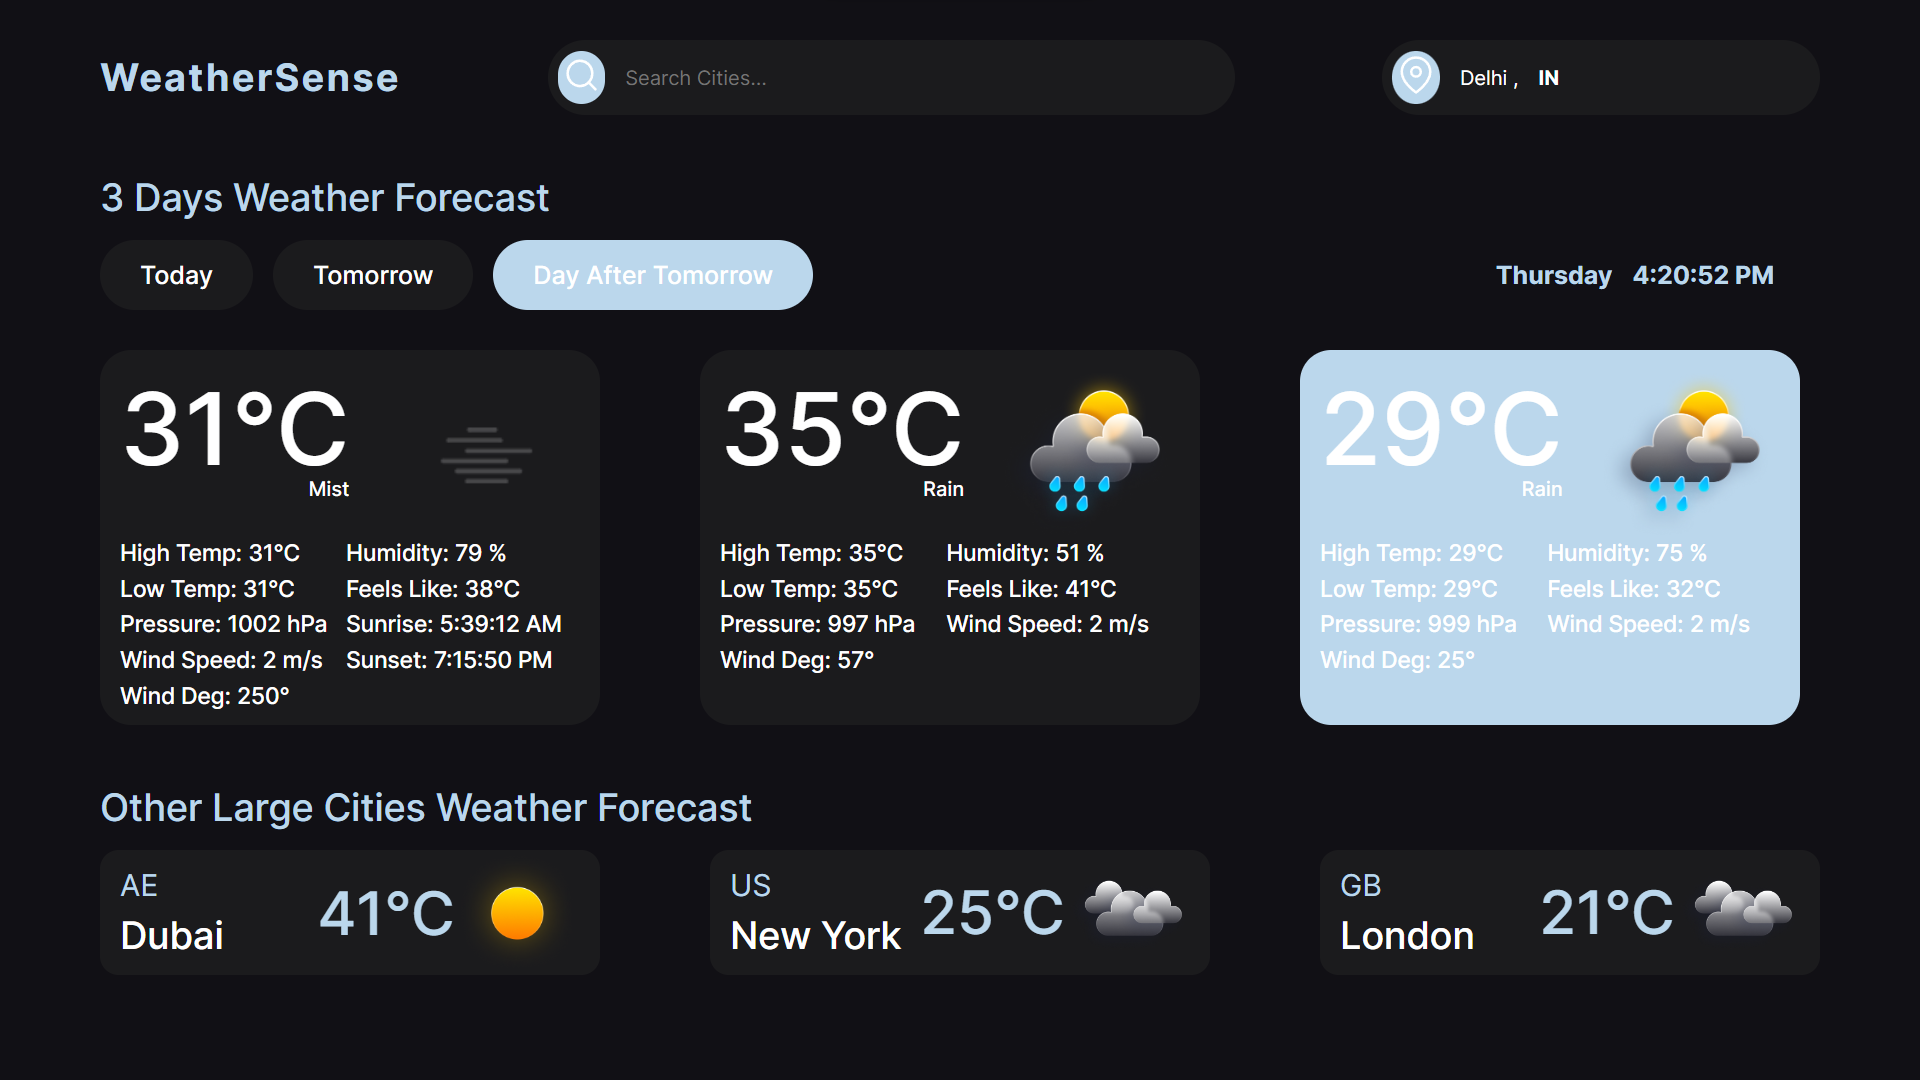 WeatherSense
Search Cities...
Delhi , IN
3 Days Weather Forecast
Today
Tomorrow
Day After Tomorrow
Thursday 4:20:52 PM
31°C
Mist
High Temp: 31°C
Low Temp: 31°C
Pressure: 1002 hPa
Wind Speed: 2 m/s
Wind Deg: 250°
Humidity: 79 %
Feels Like: 38°C
Sunrise: 5:39:12 AM
Sunset: 7:15:50 PM
35°C
Rain
High Temp: 35°C
Low Temp: 35°C
Pressure: 997 hPa
Wind Deg: 57°
Humidity: 51 %
Feels Like: 41°C
Wind Speed: 2 m/s
29°C
Rain
High Temp: 29°C
Low Temp: 29°C
Pressure: 999 hPa
Wind Deg: 25°
Humidity: 75 %
Feels Like: 32°C
Wind Speed: 2 m/s
Other Large Cities Weather Forecast
AE
Dubai
41°C
US
New York
25°C
GB
London
21°C